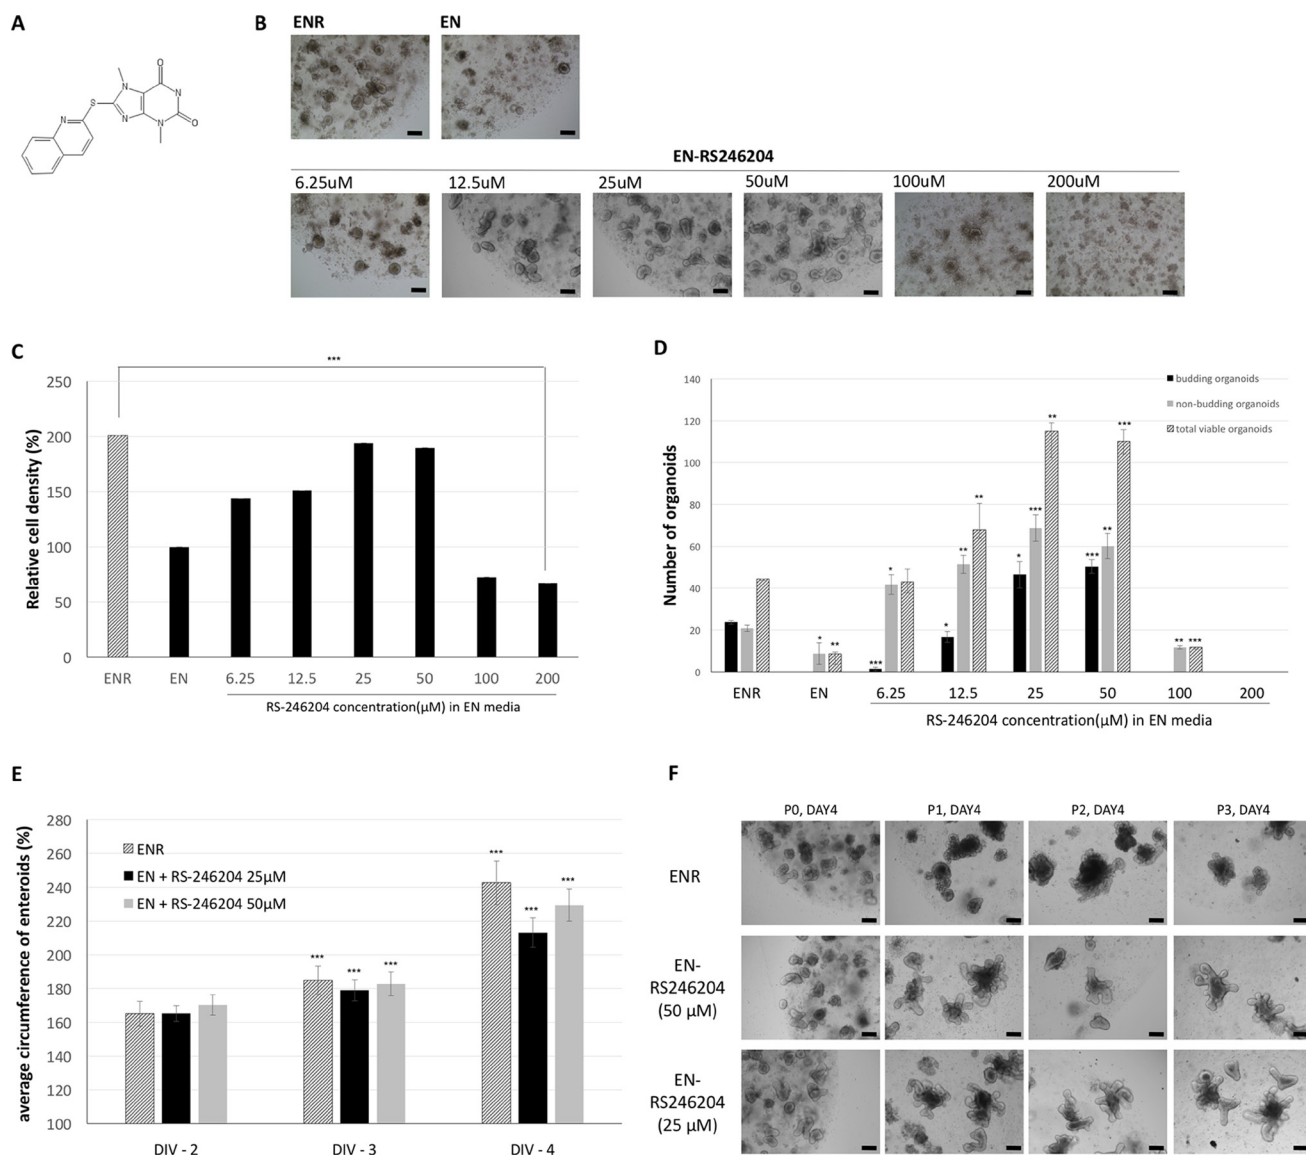 A
N
N
S
N
N
N
O
O
B
ENR
EN
EN-RS246204
6.25uM
12.5uM
25uM
50uM
100uM
200uM
C
***
Relative cell density (%)
250
200
150
100
50
0
ENR
EN
6.25
12.5
25
50
100
200
RS-246204 concentration(μM) in EN media
D
budding organoids
non-budding organoids
total viable organoids
Number of organoids
140
120
100
80
60
40
20
0
* ** *** * * ** ** * *** ** *** ** *** ** ***
ENR
EN
6.25
12.5
25
50
100
200
RS-246204 concentration(μM) in EN media
E
average circumference of enteroids (%)
280
260
240
220
200
180
160
140
120
100
ENR
EN + RS-246204 25μM
EN + RS-246204 50μM
*** *** ***
*** *** ***
DIV - 2
DIV - 3
DIV - 4
F
P0, DAY4
P1, DAY4
P2, DAY4
P3, DAY4
ENR
EN-
RS246204
(50 μM)
EN-
RS246204
(25 μM)